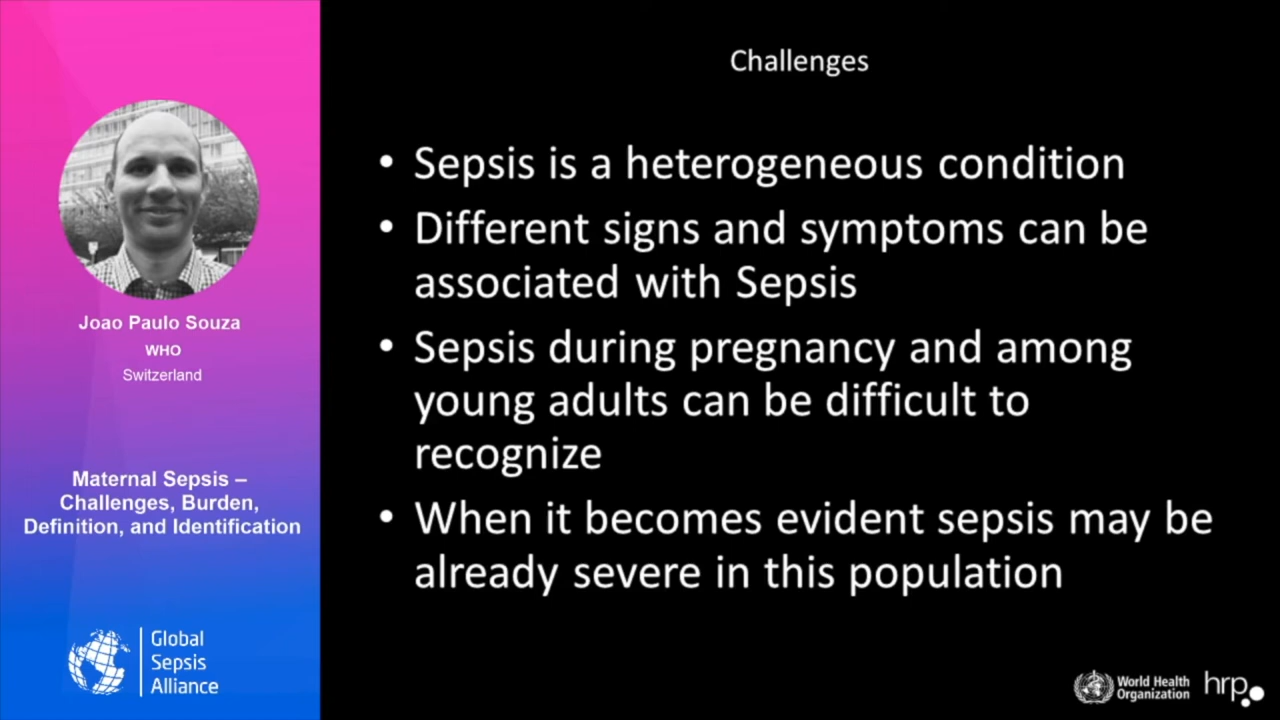 Joao Paulo Souza
WHO
Switzerland
Maternal Sepsis –
Challenges, Burden,
Definition, and Identification
Global
Sepsis
Alliance
Challenges
• Sepsis is a heterogeneous condition
• Different signs and symptoms can be
associated with Sepsis
• Sepsis during pregnancy and among
young adults can be difficult to
recognize
• When it becomes evident sepsis may be
already severe in this population
World Health
Organization
hrp